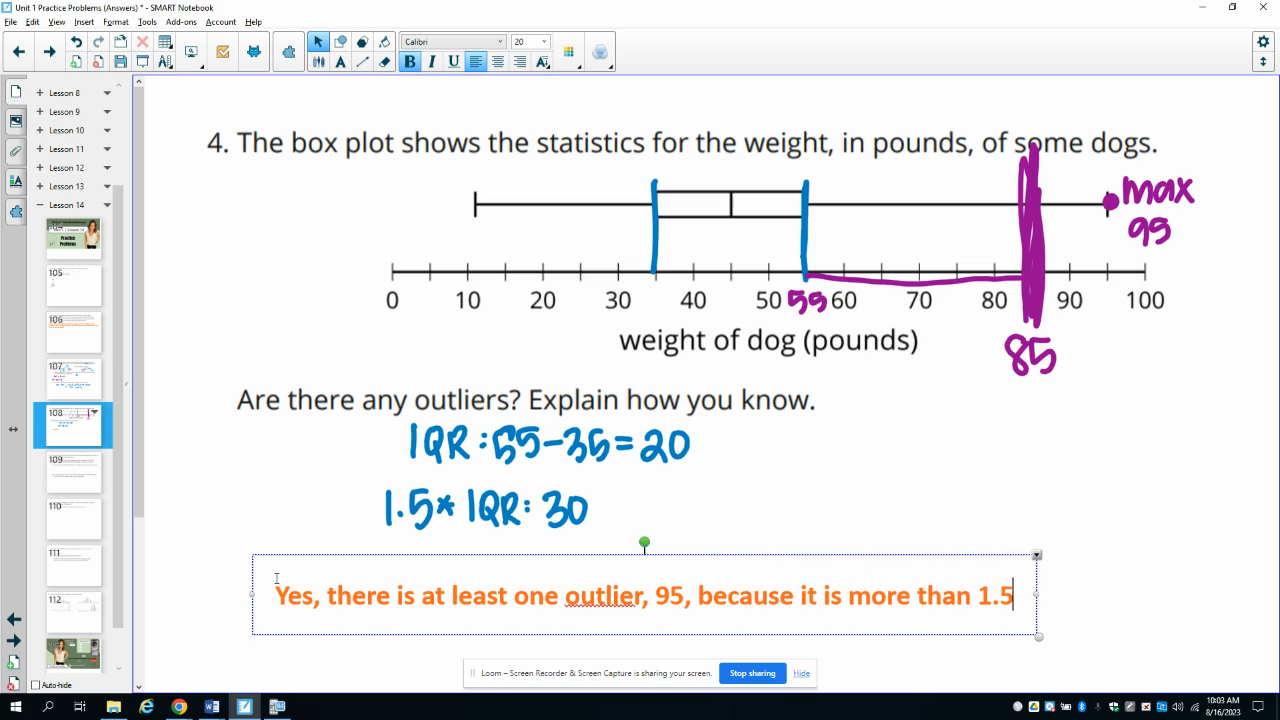 Unit 1 Practice Problems (Answers) * - SMART Notebook
File Edit View Insert Format Tools Add-ons Account Help
Calibri 20
B I U
Lesson 8
Lesson 9
Lesson 10
Lesson 11
Lesson 12
Lesson 13
Lesson 14
Practice
Problems
105
106
107
108
109
110
111
112
Auto-hide
4. The box plot shows the statistics for the weight, in pounds, of some dogs.
max
95
0 10 20 30 40 50 60 70 80 90 100
55
85
weight of dog (pounds)
Are there any outliers? Explain how you know.
IQR: 55-35=20
1.5* IQR: 30
Yes, there is at least one outlier, 95, because it is more than 1.5
Loom – Screen Recorder & Screen Capture is sharing your screen. Stop sharing Hide
10:03 AM
8/16/2023